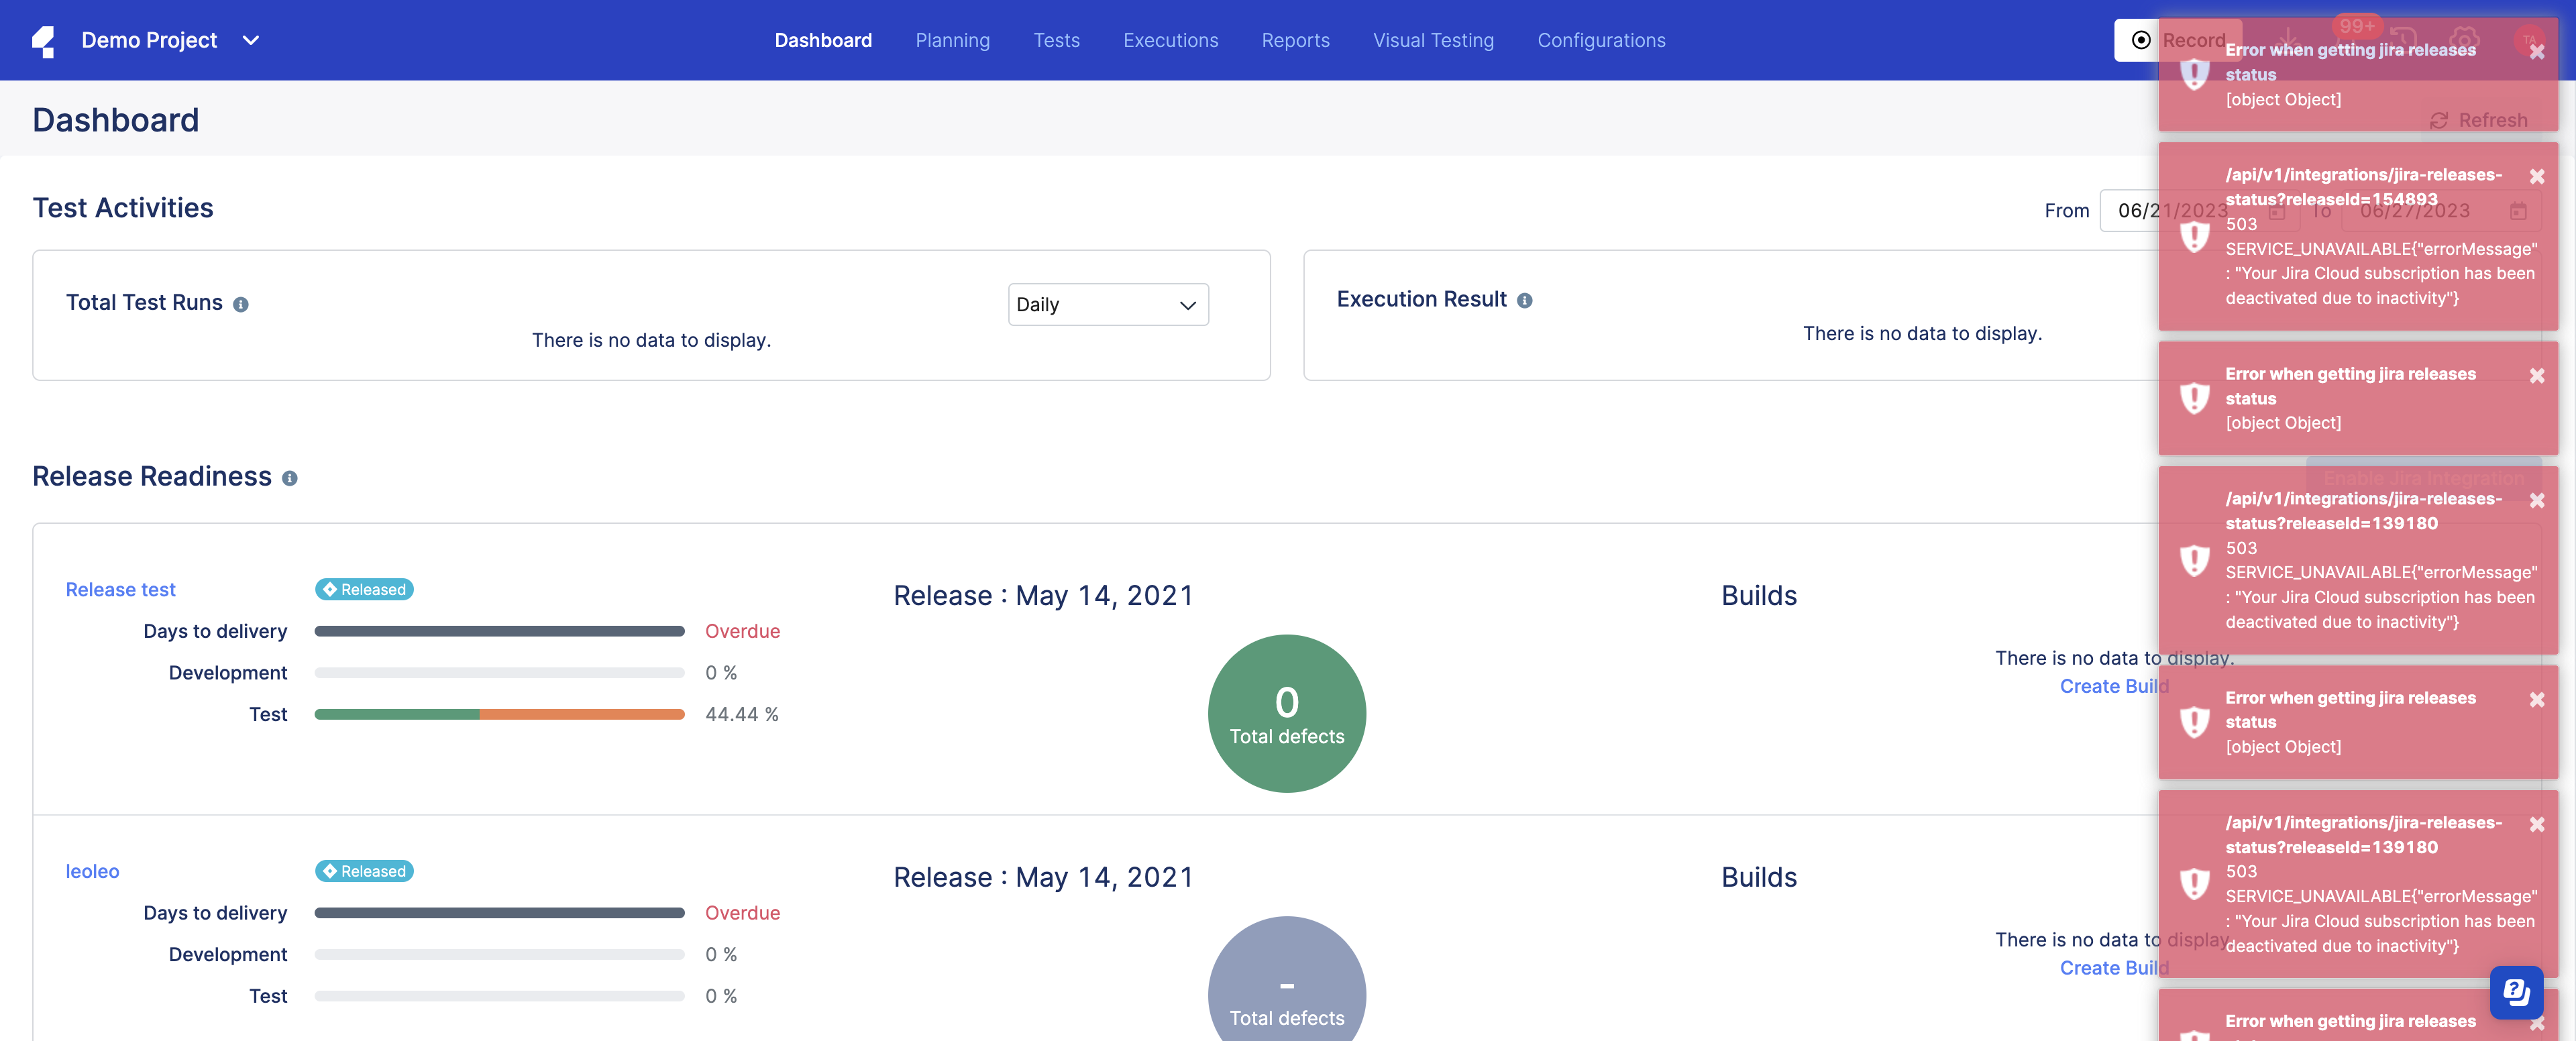 Demo Project
Dashboard
Planning
Tests
Executions
Reports
Visual Testing
Configurations
Record
99+
TA
Dashboard
Refresh
Test Activities
From 06/21/2023 To 06/27/2023
Total Test Runs
Daily
There is no data to display.
Execution Result
There is no data to display.
Release Readiness
Enable Jira Integration
Release test
Released
Days to delivery
Overdue
Development
0 %
Test
44.44 %
Release : May 14, 2021
0
Total defects
Builds
There is no data to display.
Create Build
leoleo
Released
Days to delivery
Overdue
Development
0 %
Test
0 %
Release : May 14, 2021
-
Total defects
Builds
There is no data to display.
Create Build
Error when getting jira releases
status
[object Object]
/api/v1/integrations/jira-releases-
status?releaseId=154893
503
SERVICE_UNAVAILABLE{"errorMessage"
: "Your Jira Cloud subscription has been
deactivated due to inactivity"}
Error when getting jira releases
status
[object Object]
/api/v1/integrations/jira-releases-
status?releaseId=139180
503
SERVICE_UNAVAILABLE{"errorMessage"
: "Your Jira Cloud subscription has been
deactivated due to inactivity"}
Error when getting jira releases
status
[object Object]
/api/v1/integrations/jira-releases-
status?releaseId=139180
503
SERVICE_UNAVAILABLE{"errorMessage"
: "Your Jira Cloud subscription has been
deactivated due to inactivity"}
Error when getting jira releases